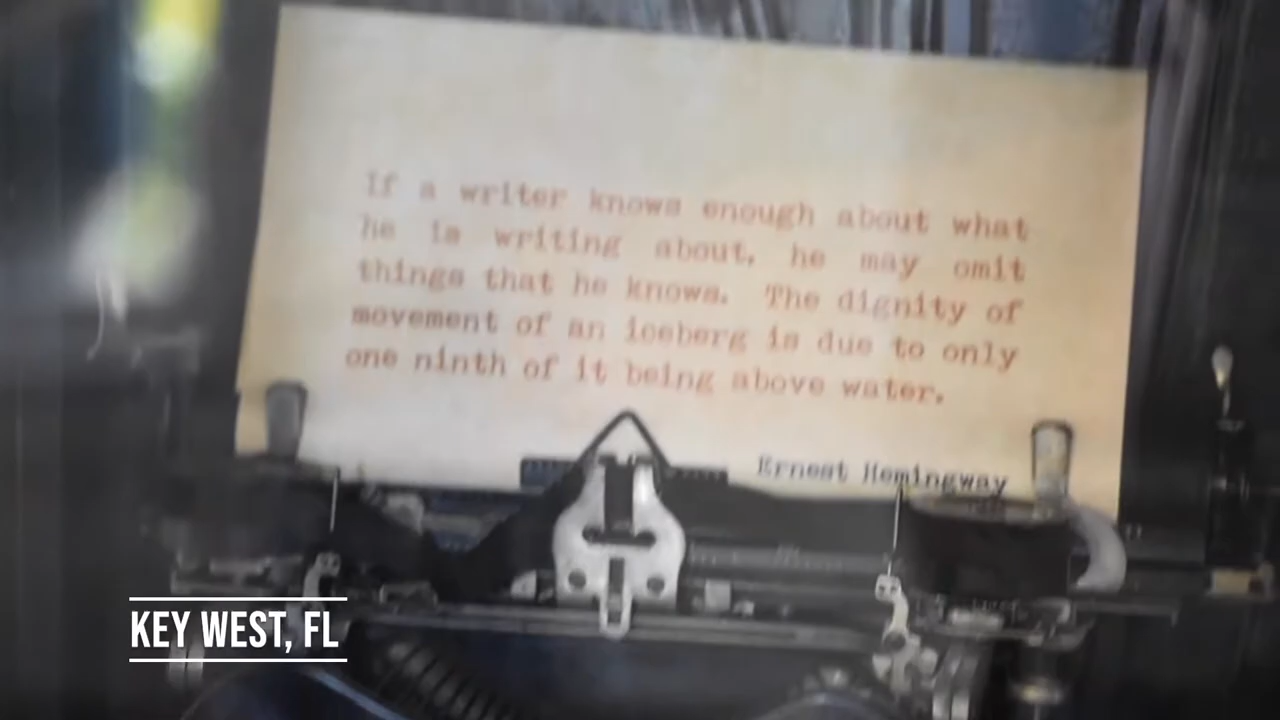 If a writer knows enough about what
he is writing about, he may omit
things that he knows. The dignity of
movement of an iceberg is due to only
one ninth of it being above water.
Ernest Hemingway
KEY WEST, FL